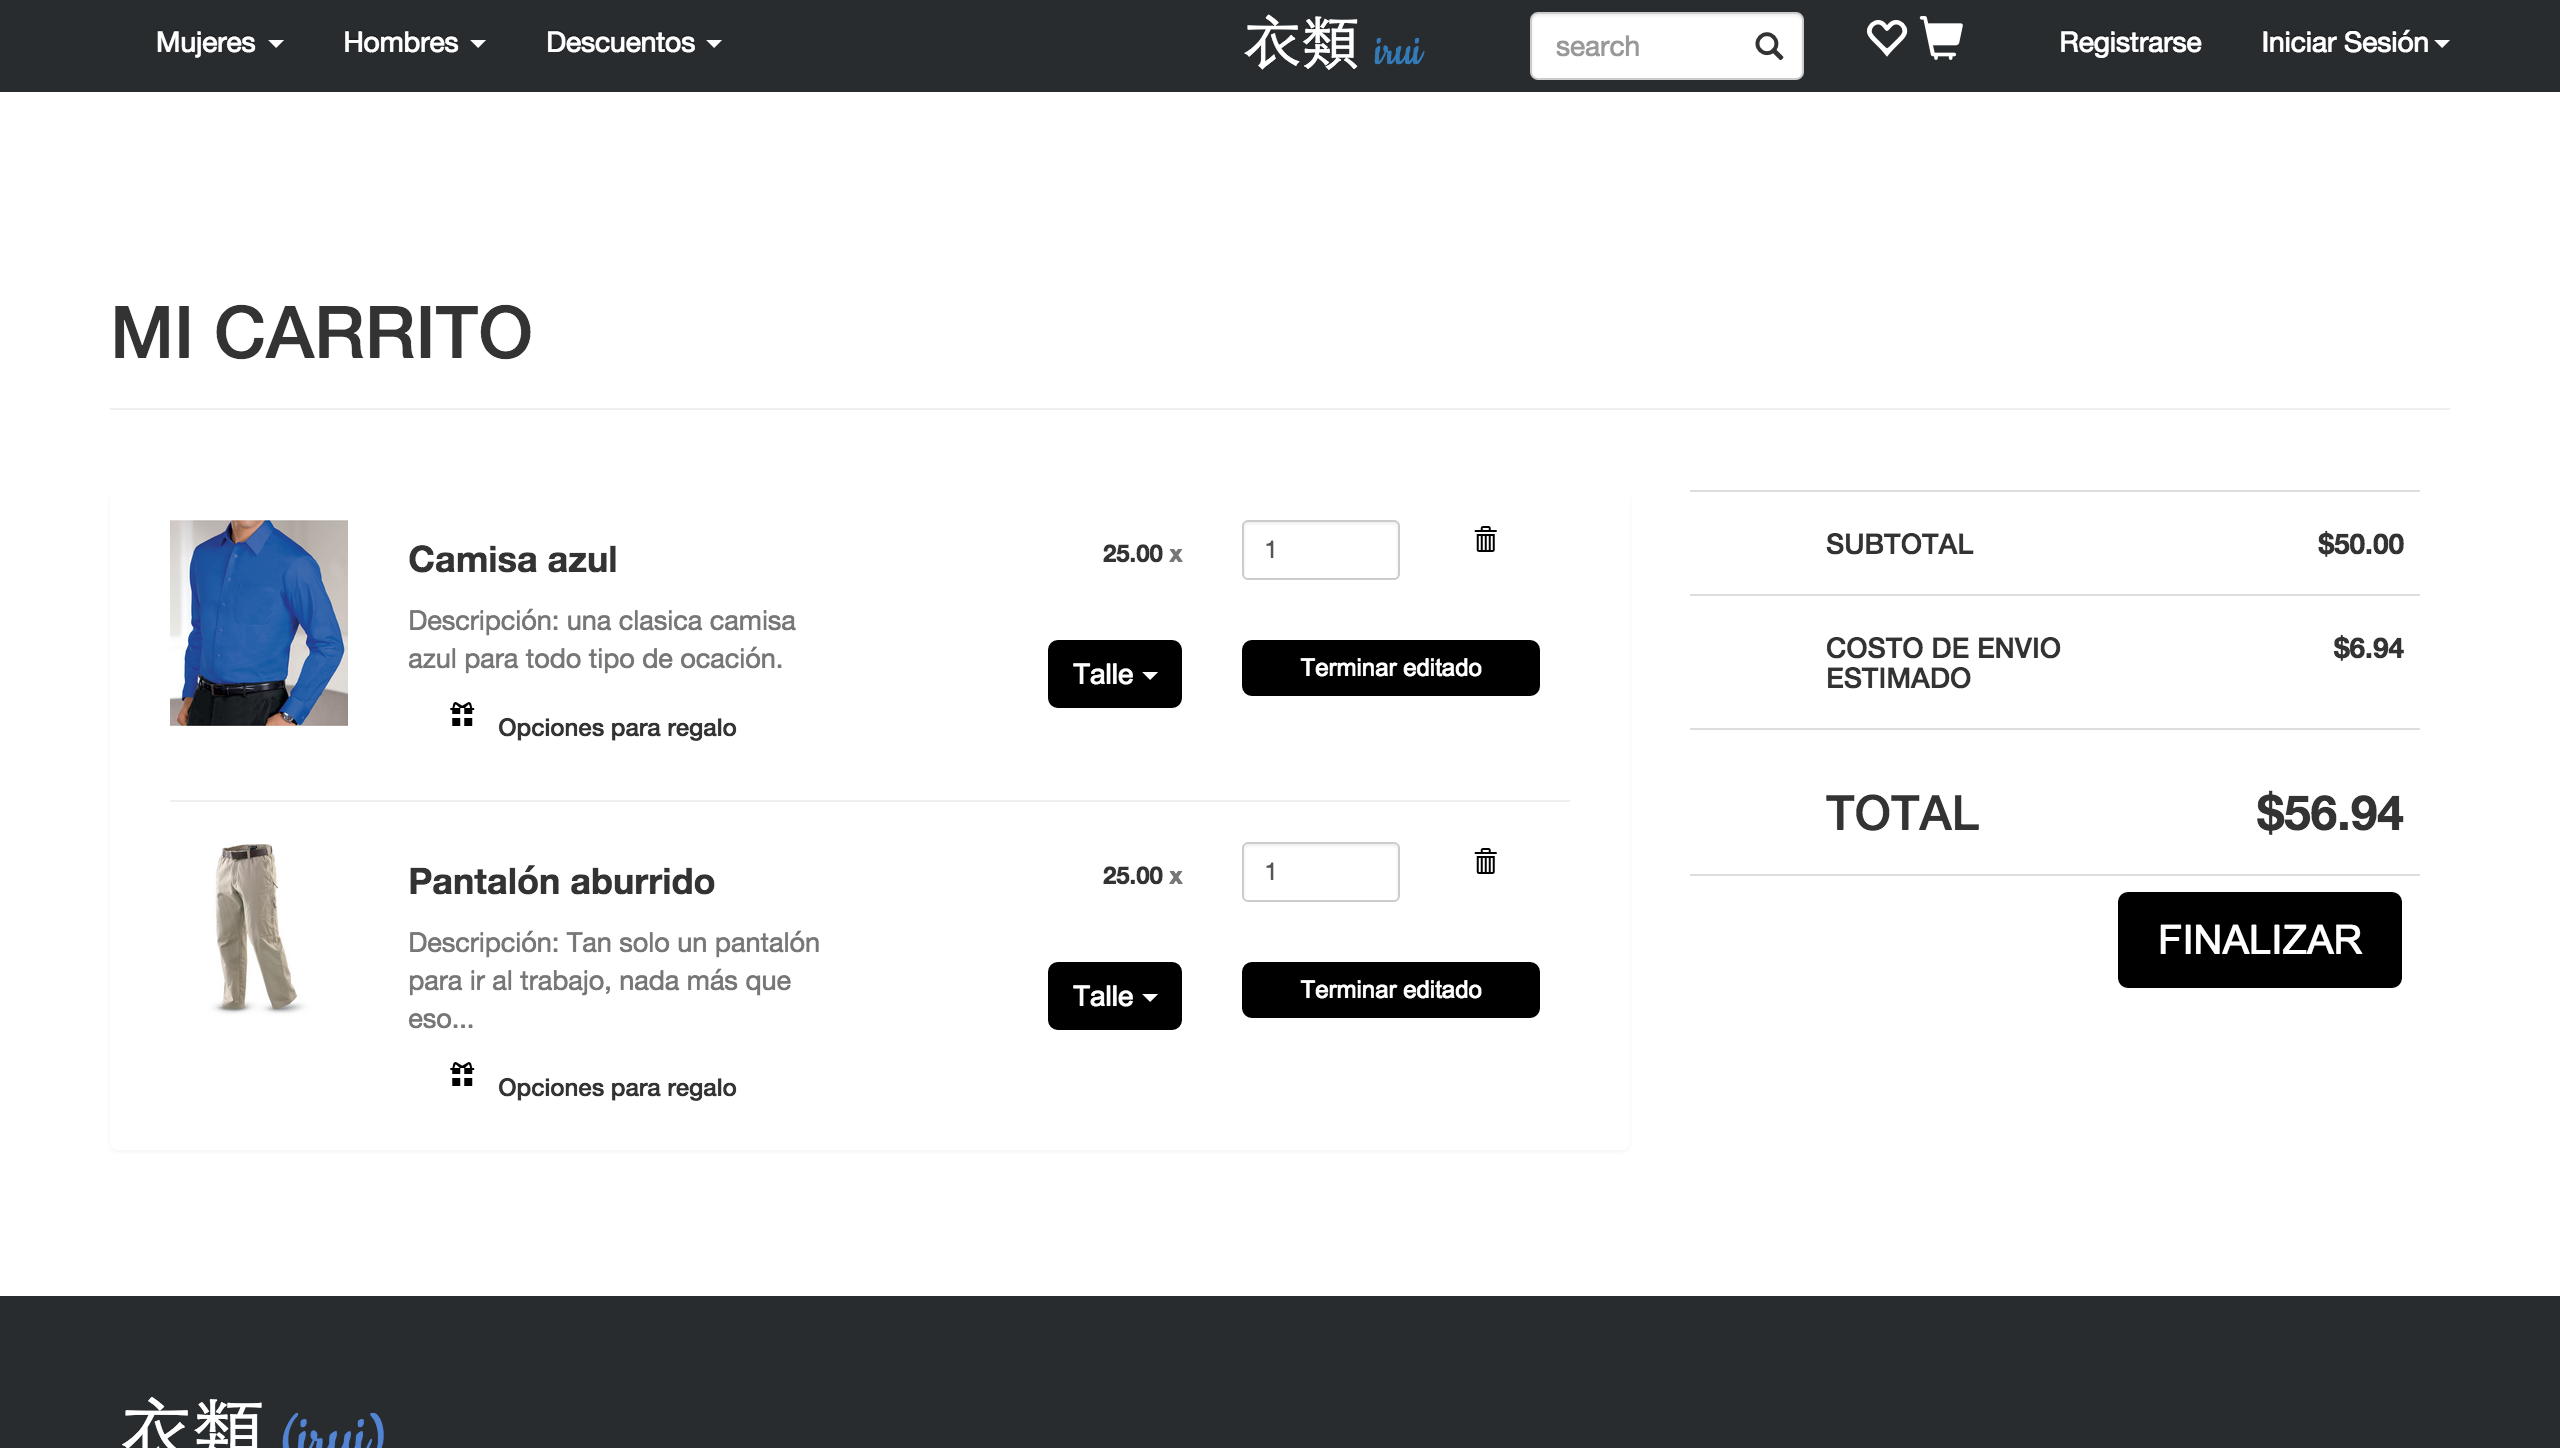 Mujeres Hombres Descuentos 衣類 irui search Registrarse Iniciar Sesión
MI CARRITO
Camisa azul
Descripción: una clasica camisa
azul para todo tipo de ocación.
Opciones para regalo
25.00 x 1
Talle Terminar editado
Pantalón aburrido
Descripción: Tan solo un pantalón
para ir al trabajo, nada más que
eso...
Opciones para regalo
25.00 x 1
Talle Terminar editado
SUBTOTAL $50.00
COSTO DE ENVIO $6.94
ESTIMADO
TOTAL $56.94
FINALIZAR
衣類 (irui)